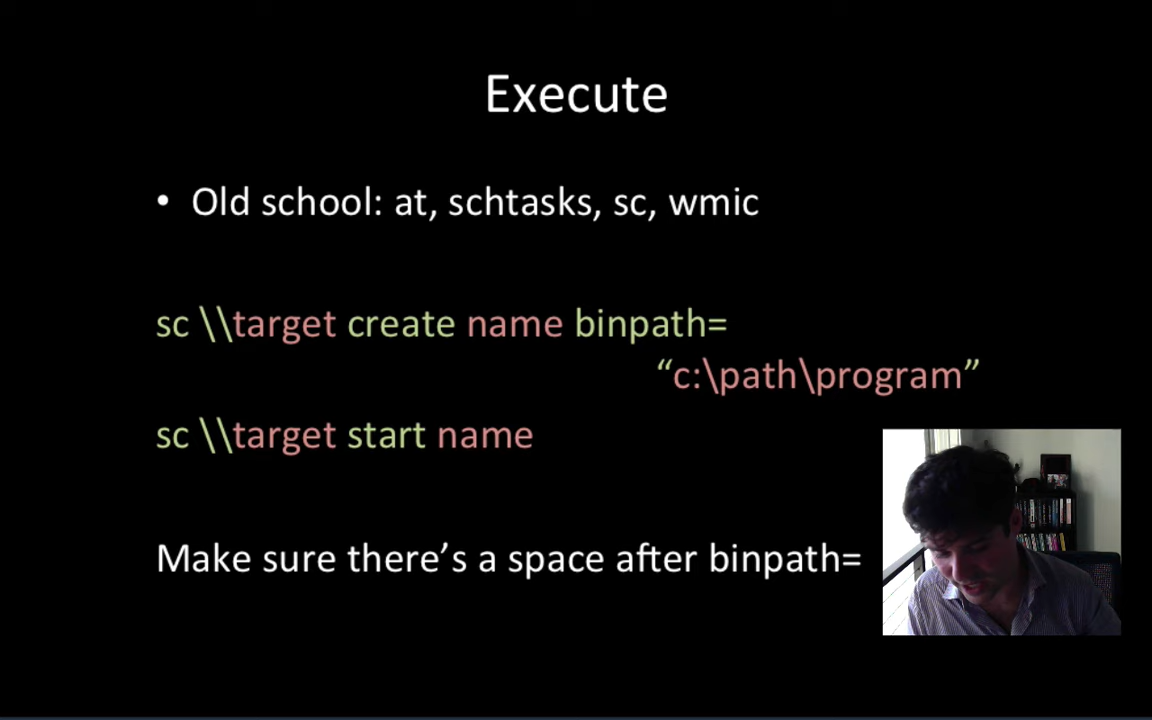 Execute
• Old school: at, schtasks, sc, wmic
sc \\target create name binpath=
“c:\path\program”
sc \\target start name
Make sure there’s a space after binpath=